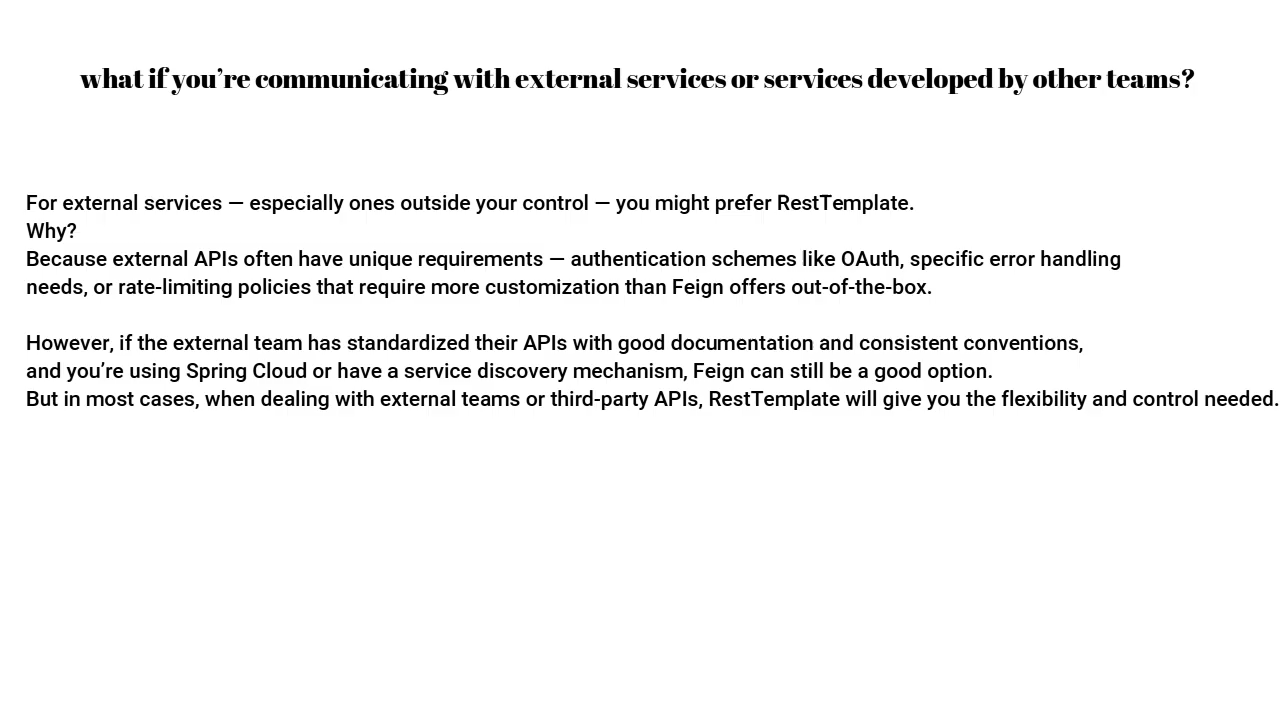 what if you’re communicating with external services or services developed by other teams?
For external services — especially ones outside your control — you might prefer RestTemplate.
Why?
Because external APIs often have unique requirements — authentication schemes like OAuth, specific error handling
needs, or rate-limiting policies that require more customization than Feign offers out-of-the-box.
However, if the external team has standardized their APIs with good documentation and consistent conventions,
and you’re using Spring Cloud or have a service discovery mechanism, Feign can still be a good option.
But in most cases, when dealing with external teams or third-party APIs, RestTemplate will give you the flexibility and control needed.